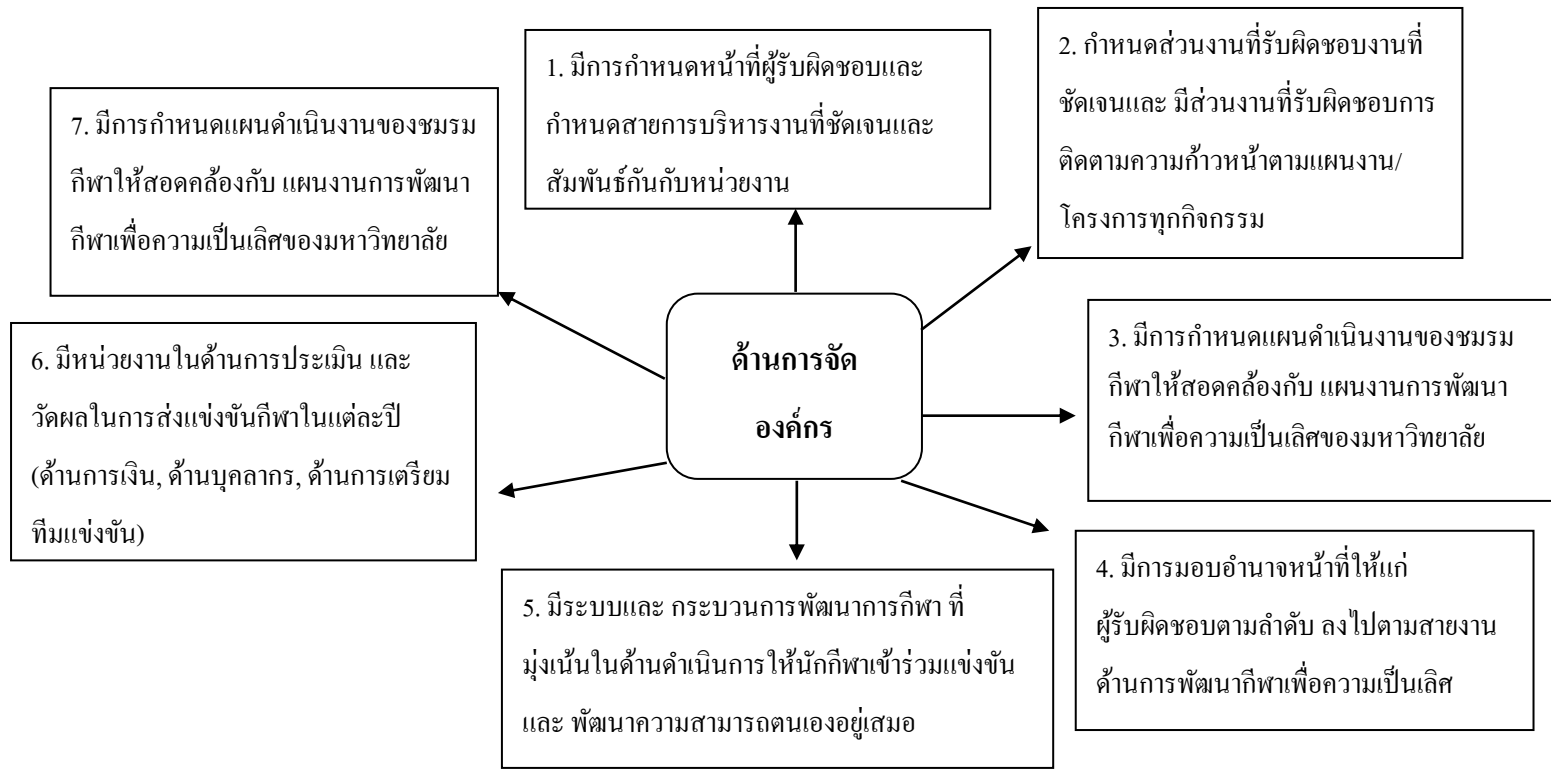 1. มีการกำหนดหน้าที่ผู้รับผิดชอบและ
กำหนดสายการบริหารงานที่ชัดเจนและ
สัมพันธ์กันกับหน่วยงาน
2. กำหนดส่วนงานที่รับผิดชอบงานที่
ชัดเจนและ มีส่วนงานที่รับผิดชอบการ
ติดตามความก้าวหน้าตามแผนงาน/
โครงการทุกกิจกรรม
7. มีการกำหนดแผนดำเนินงานของชมรม
กีฬาให้สอดคล้องกับ แผนงานการพัฒนา
กีฬาเพื่อความเป็นเลิศของมหาวิทยาลัย
ด้านการจัด
องค์กร
3. มีการกำหนดแผนดำเนินงานของชมรม
กีฬาให้สอดคล้องกับ แผนงานการพัฒนา
กีฬาเพื่อความเป็นเลิศของมหาวิทยาลัย
6. มีหน่วยงานในด้านการประเมิน และ
วัดผลในการส่งแข่งขันกีฬาในแต่ละปี
(ด้านการเงิน, ด้านบุคลากร, ด้านการเตรียม
ทีมแข่งขัน)
4. มีการมอบอำนาจหน้าที่ให้แก่
ผู้รับผิดชอบตามลำดับ ลงไปตามสายงาน
ด้านการพัฒนากีฬาเพื่อความเป็นเลิศ
5. มีระบบและ กระบวนการพัฒนาการกีฬา ที่
มุ่งเน้นในด้านดำเนินการให้นักกีฬาเข้าร่วมแข่งขัน
และ พัฒนาความสามารถตนเองอยู่เสมอ